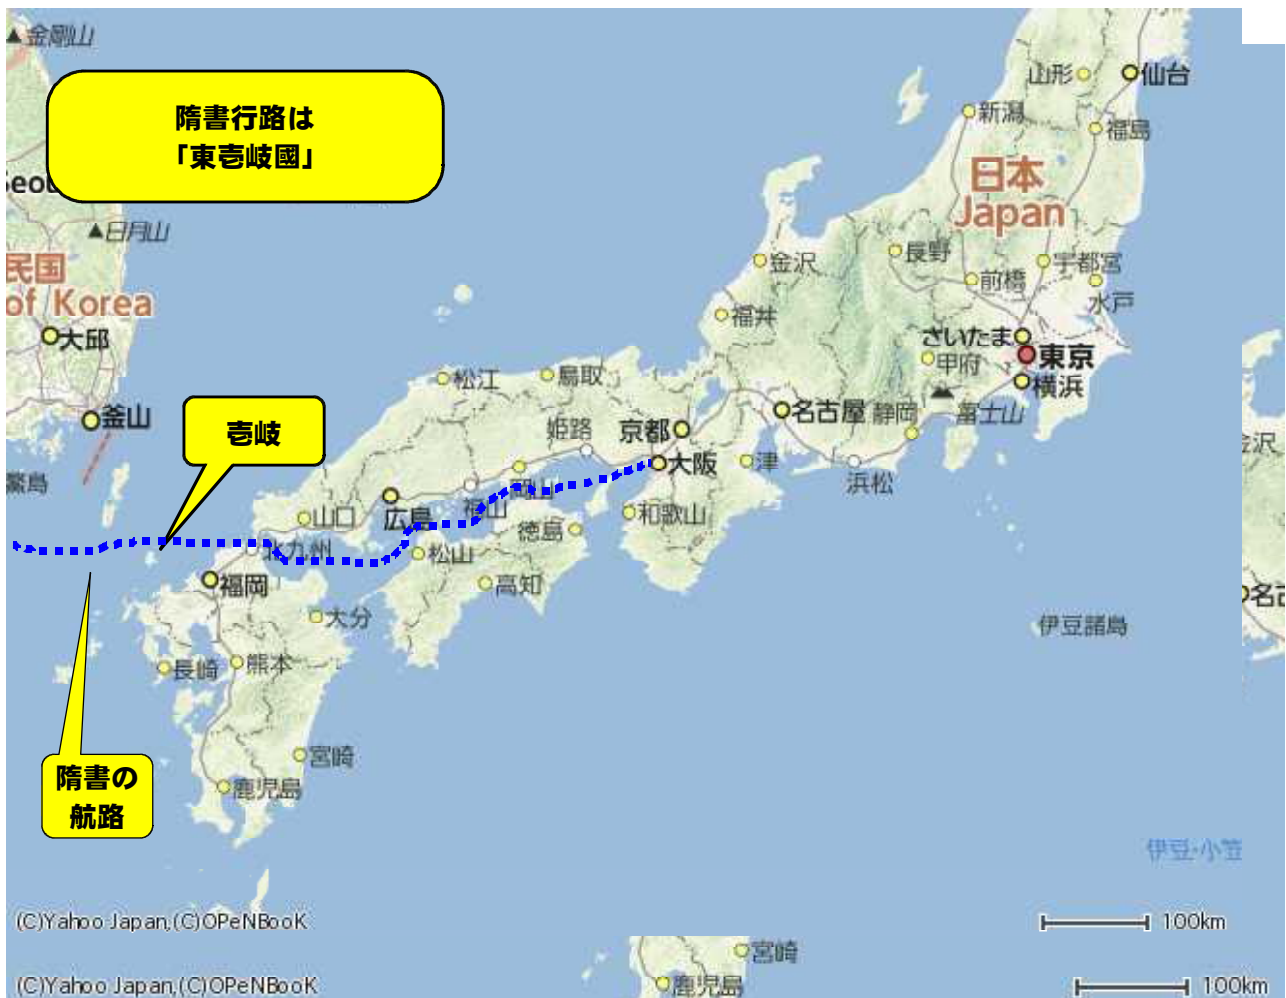 金剛山
隋書行路は
「東壱岐國」
日月山
民国
of Korea
大邱
釜山
壱岐
山形
仙台
新潟
福島
日本
Japan
金沢
長野
宇都宮
前橋
水戸
福井
さいたま
甲府
東京
横浜
松江
鳥取
姫路
京都
名古屋
静岡
富士山
金沢
大阪
津
浜松
岡山
福山
広島
山口
和歌山
徳島
北九州
松山
福岡
高知
大分
名古
伊豆諸島
長崎
熊本
隋書の
航路
宮崎
鹿児島
伊豆・小笠
(C)Yahoo Japan,(C)OPeNBooK
100km
宮崎
鹿児島
(C)Yahoo Japan,(C)OPeNBooK
100km